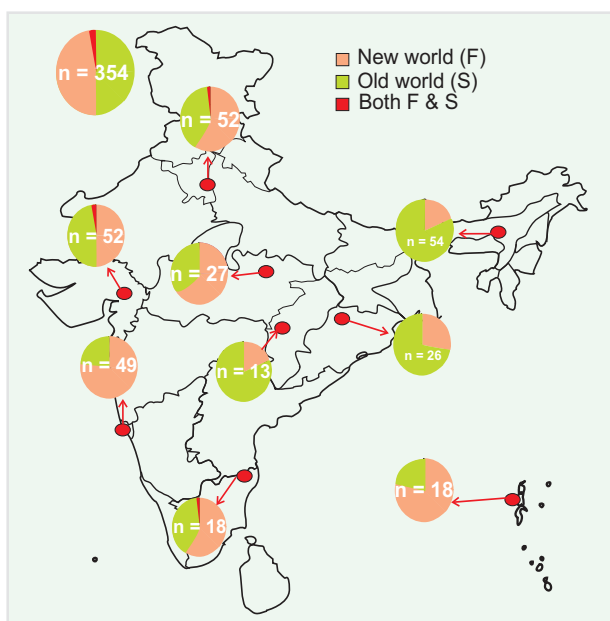 New world (F)
Old world (S)
Both F & S
n = 354
n = 52
n = 52
n = 27
n = 54
n = 49
n = 13
n = 26
n = 18
n = 18